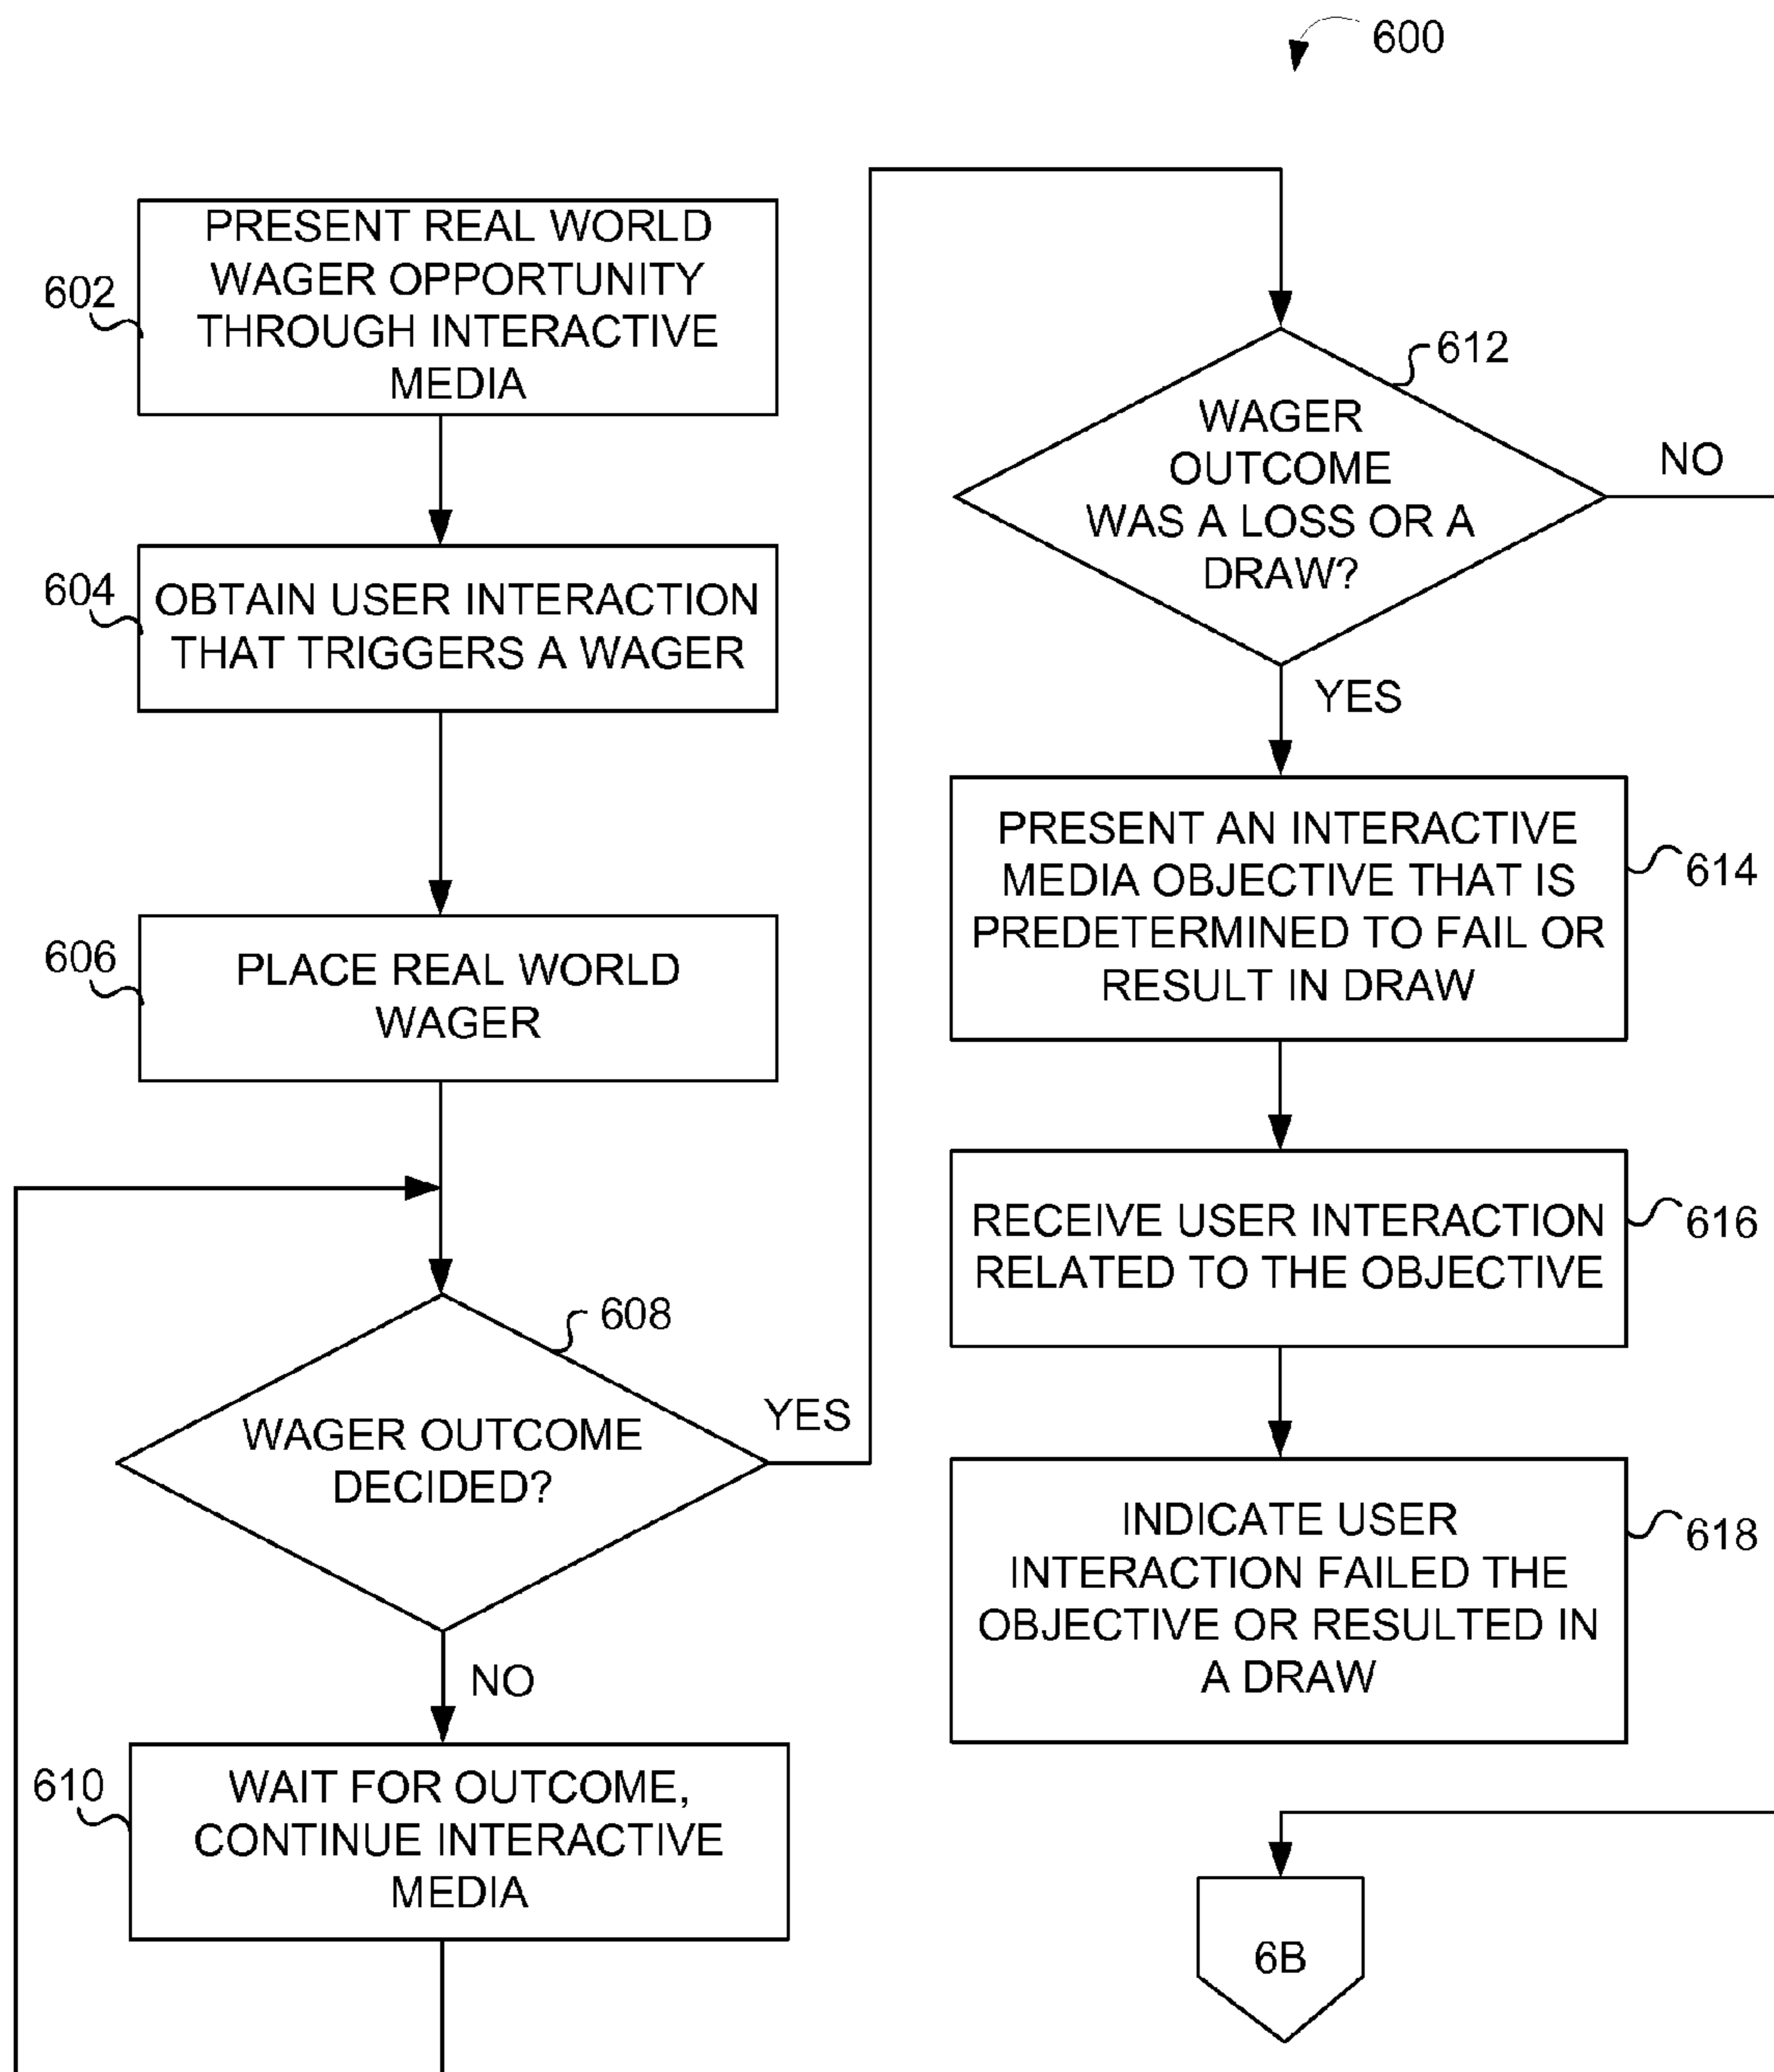 600
602
PRESENT REAL WORLD
WAGER OPPORTUNITY
THROUGH INTERACTIVE
MEDIA
604
OBTAIN USER INTERACTION
THAT TRIGGERS A WAGER
606
PLACE REAL WORLD
WAGER
608
WAGER OUTCOME
DECIDED?
YES
NO
610
WAIT FOR OUTCOME,
CONTINUE INTERACTIVE
MEDIA
612
WAGER
OUTCOME
WAS A LOSS OR A
DRAW?
NO
YES
PRESENT AN INTERACTIVE
MEDIA OBJECTIVE THAT IS
PREDETERMINED TO FAIL OR
RESULT IN DRAW
614
RECEIVE USER INTERACTION
RELATED TO THE OBJECTIVE
616
INDICATE USER
INTERACTION FAILED THE
OBJECTIVE OR RESULTED IN
A DRAW
618
6B